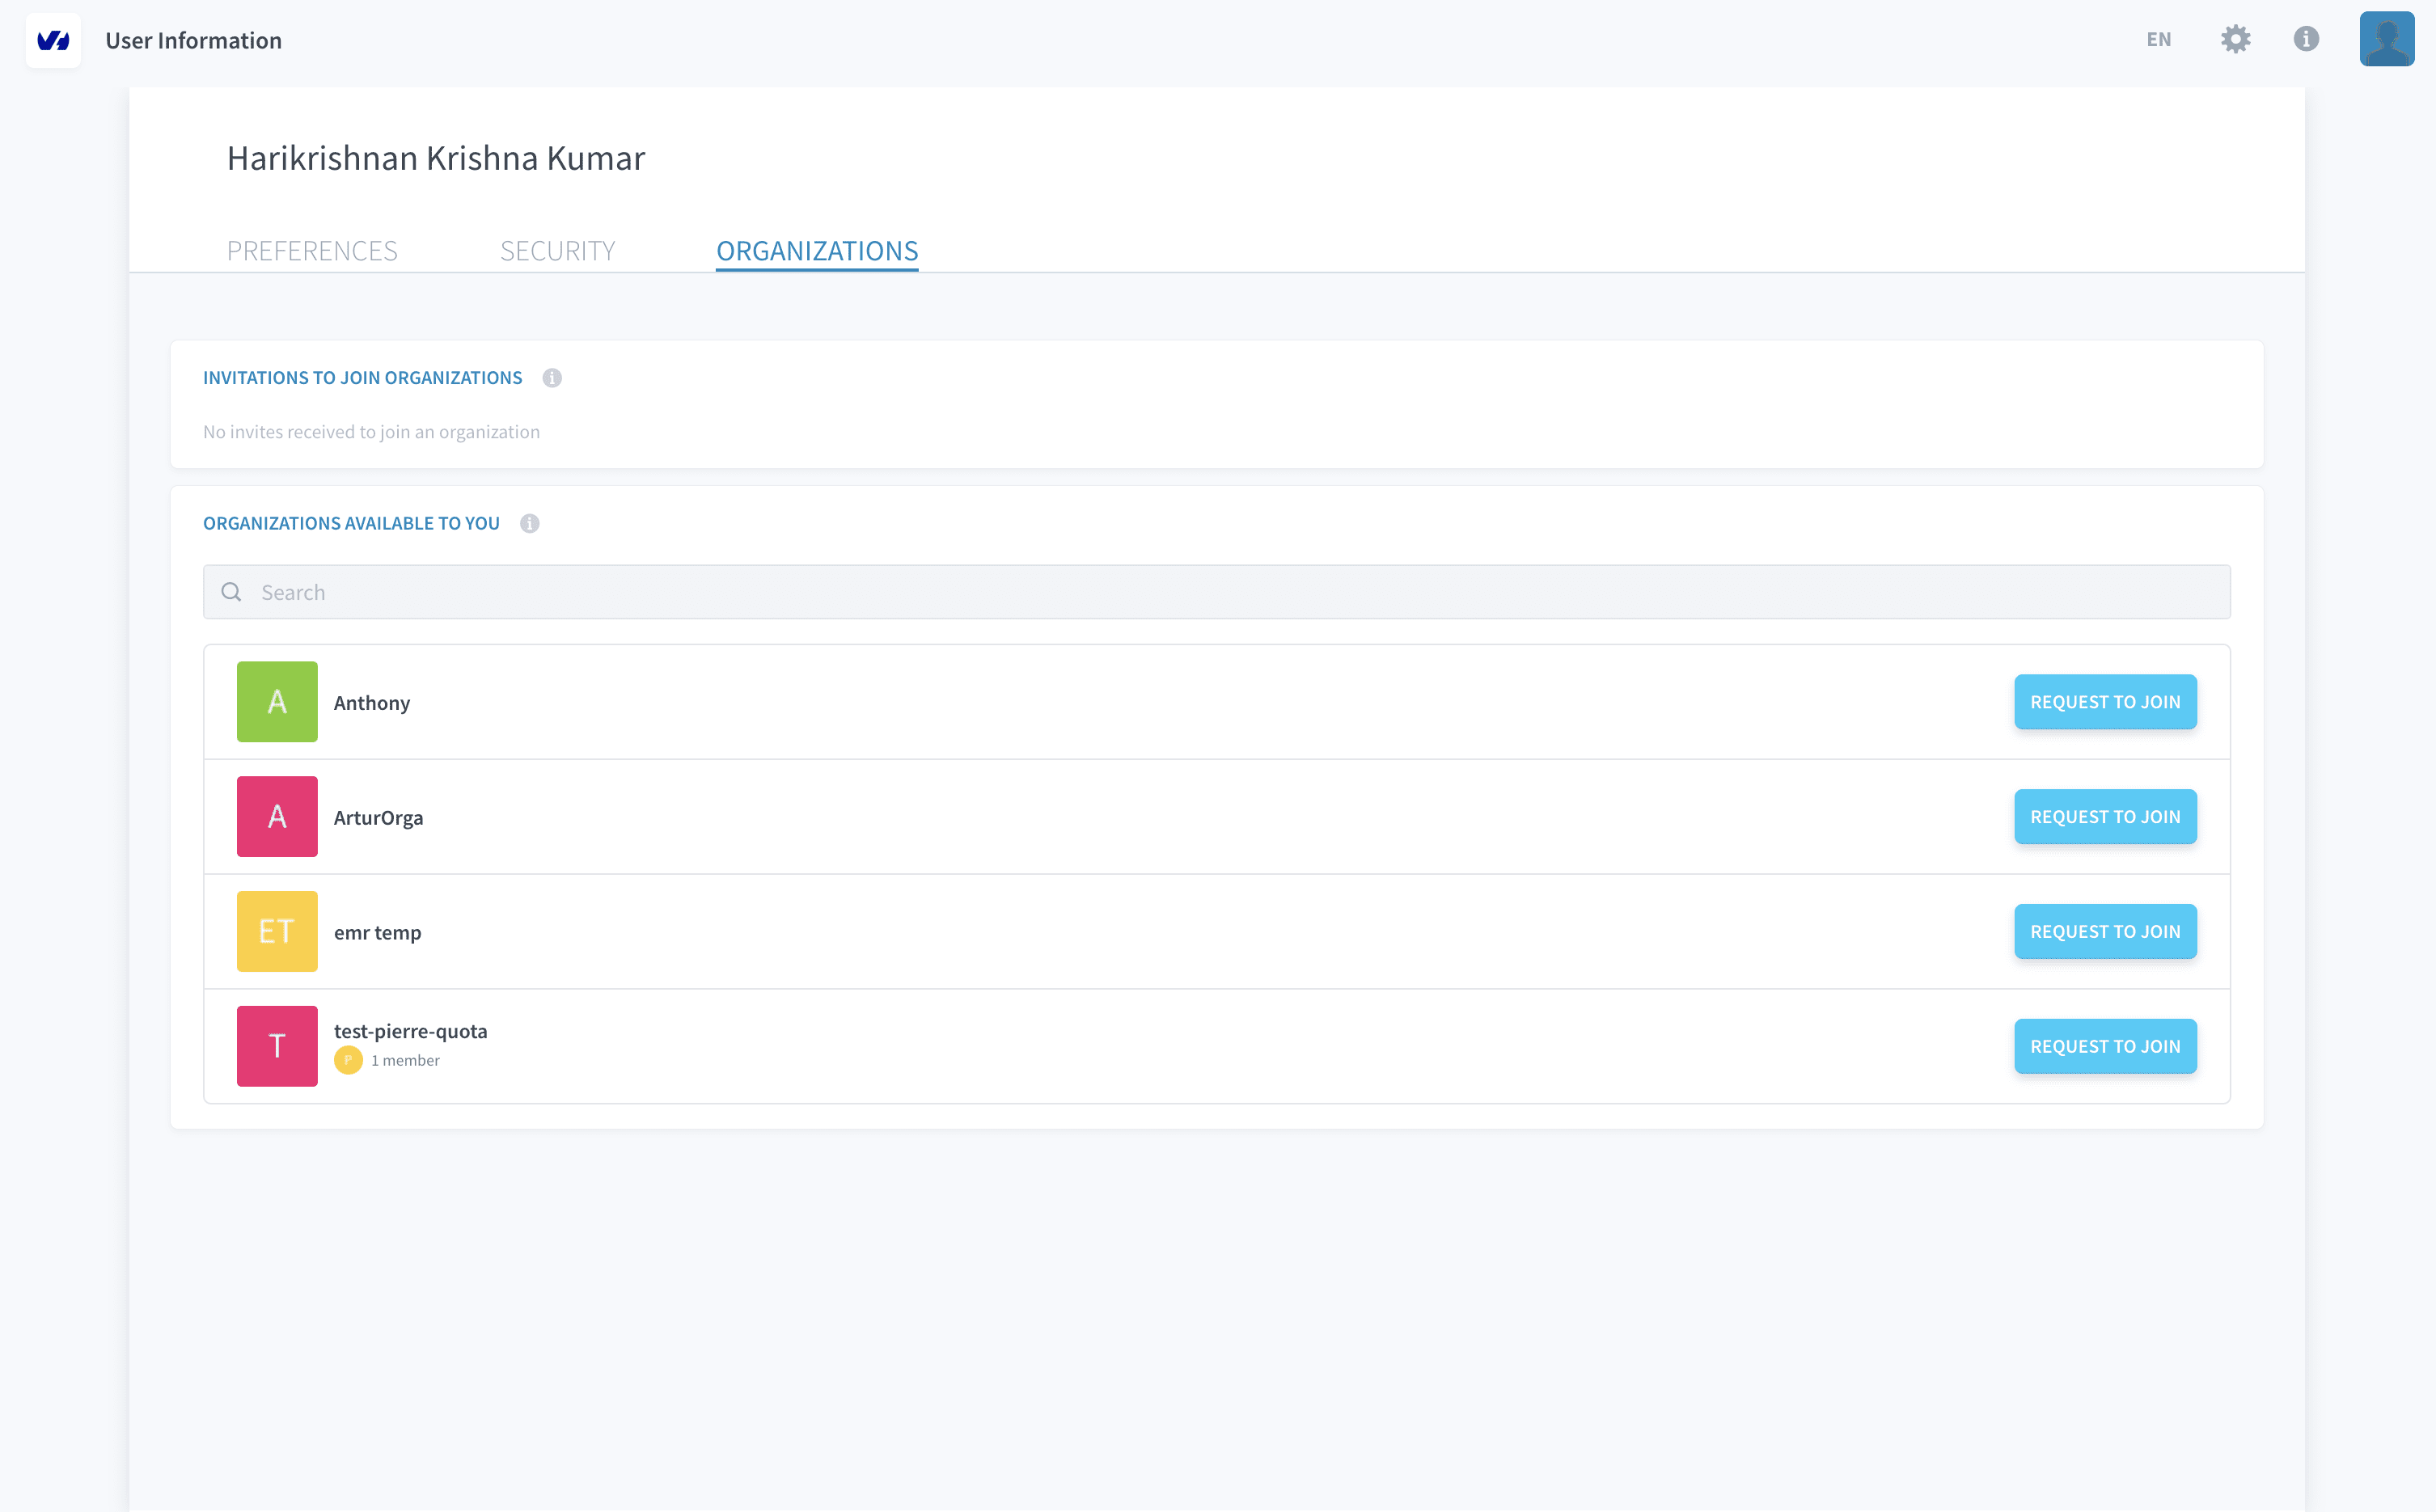 User Information
EN
Harikrishnan Krishna Kumar
PREFERENCES
SECURITY
ORGANIZATIONS
INVITATIONS TO JOIN ORGANIZATIONS
No invites received to join an organization
ORGANIZATIONS AVAILABLE TO YOU
Search
A
Anthony
REQUEST TO JOIN
A
ArturOrga
REQUEST TO JOIN
ET
emr temp
REQUEST TO JOIN
T
test-pierre-quota
P
1 member
REQUEST TO JOIN